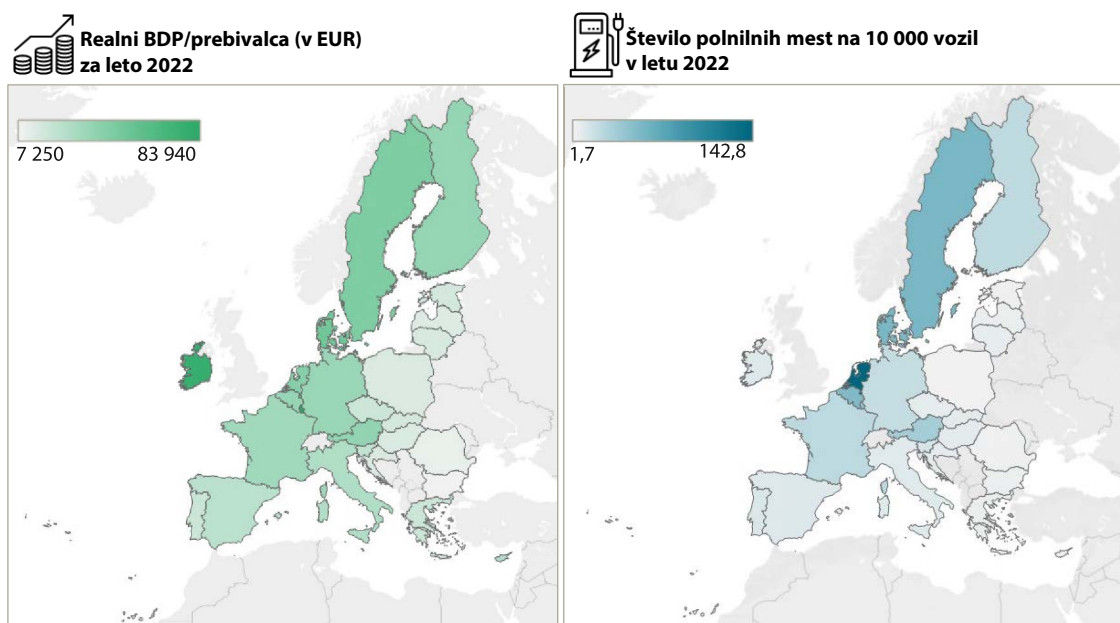 Realni BDP/prebivalca (v EUR)
za leto 2022
7 250
83 940
Število polnilnih mest na 10 000 vozil
v letu 2022
1,7
142,8